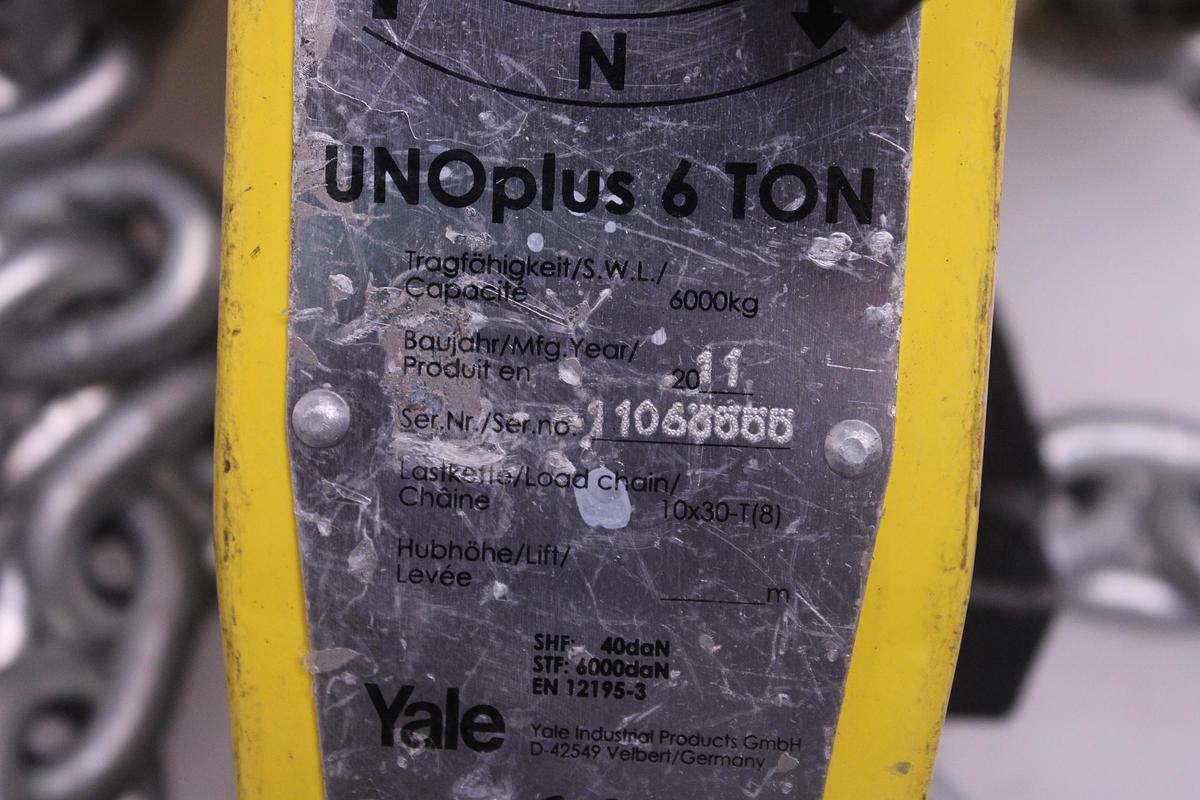 N
UNOplus 6 TON
Tragfähigkeit/S.W.L./
Capacité 6000kg
Baujahr/Mfg.Year/
Produit en 2011
Ser.Nr./Ser.no.
Lastkette/Load chain/
Chaîne 10x30-T(8)
Hubhöhe/Lift/
Levée ______m
SHF: 40daN
STF: 6000daN
EN 12195-3
Yale
Yale Industrial Products GmbH
D-42549 Velbert/Germany